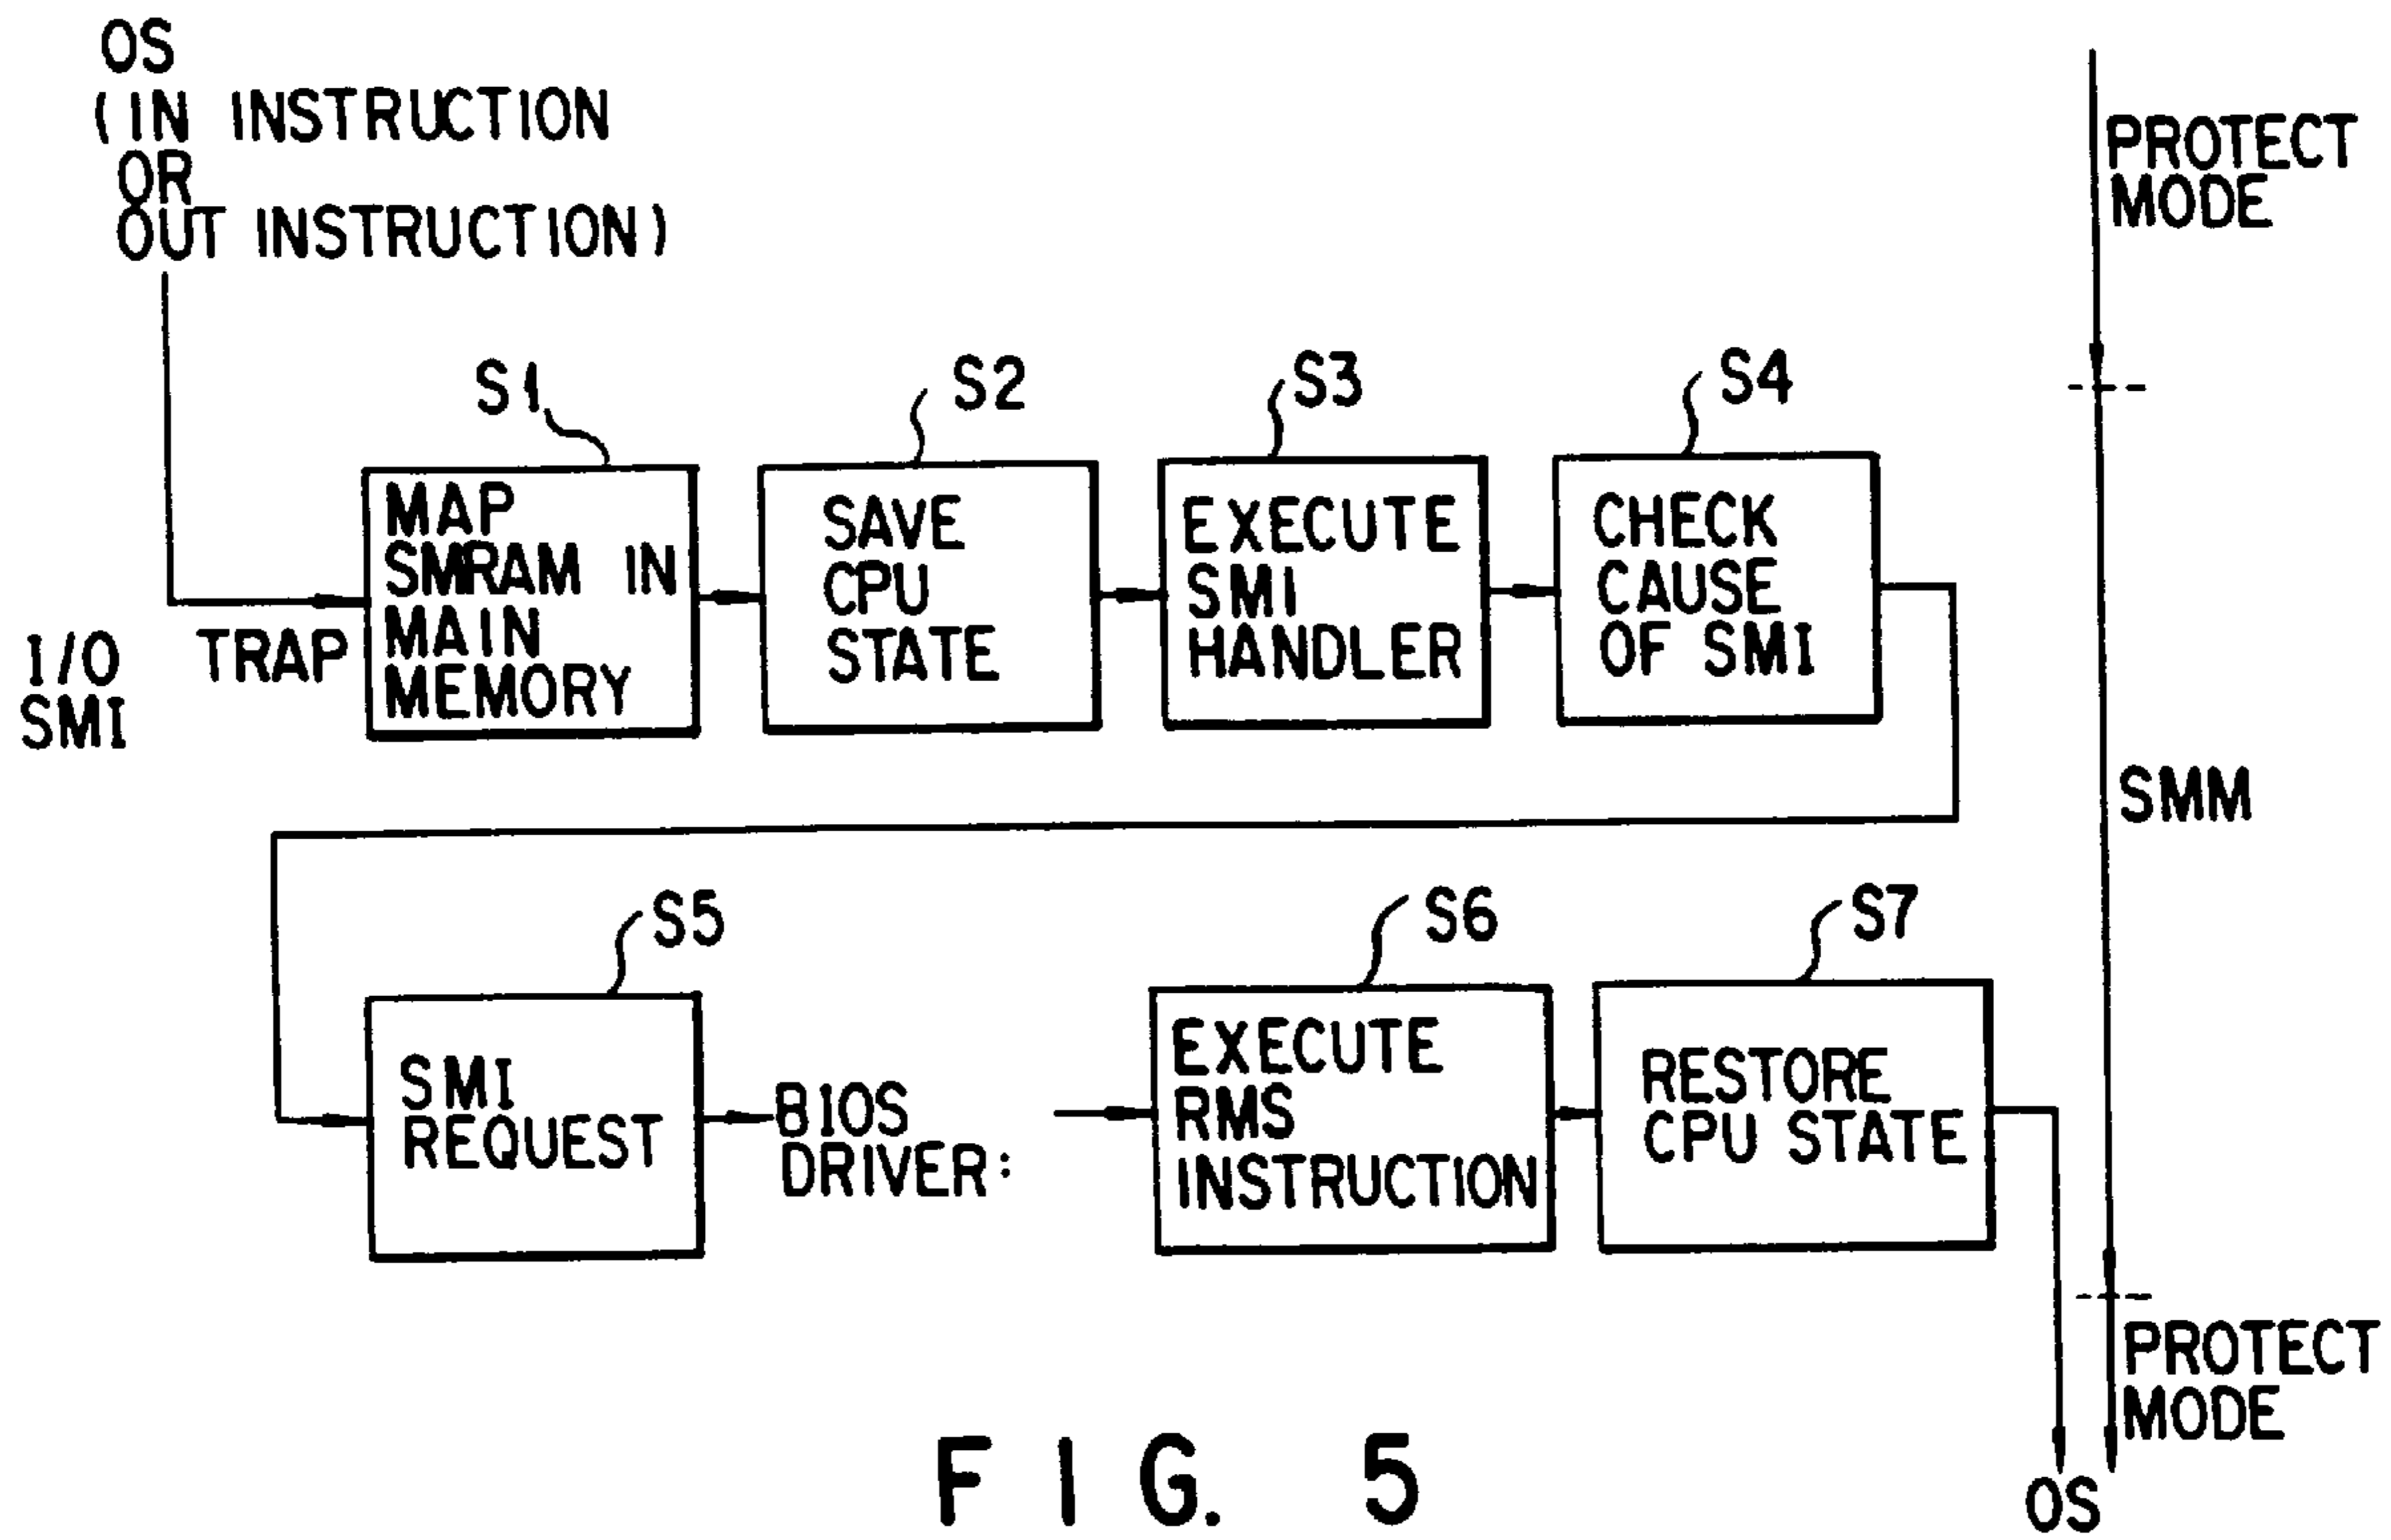 OS
(IN INSTRUCTION
OR
OUT INSTRUCTION)
PROTECT
MODE
S1
S2
S3
S4
MAP
SMRAM IN
MAIN
MEMORY
SAVE
CPU
STATE
EXECUTE
SMI
HANDLER
CHECK
CAUSE
OF SMI
I/O TRAP
SMI
SMM
S5
S6
S7
SMI
REQUEST
BIOS
DRIVER:
EXECUTE
RMS
INSTRUCTION
RESTORE
CPU STATE
PROTECT
MODE
OS
FIG. 5